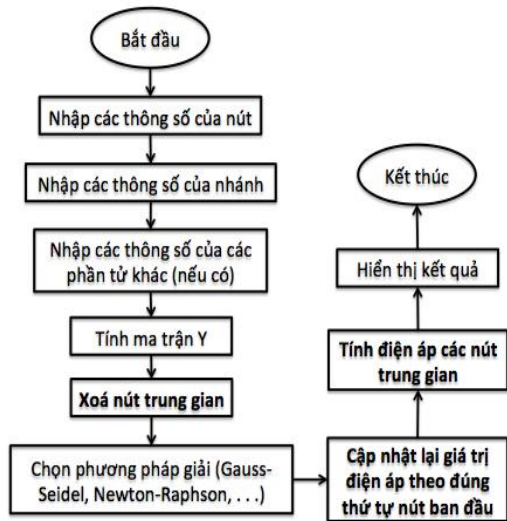 Bắt đầu
Nhập các thông số của nút
Nhập các thông số của nhánh
Nhập các thông số của các
phần tử khác (nếu có)
Tính ma trận Y
Xoá nút trung gian
Chọn phương pháp giải (Gauss-
Seidel, Newton-Raphson, . . .)
Cập nhật lại giá trị
điện áp theo đúng
thứ tự nút ban đầu
Tính điện áp các nút
trung gian
Hiển thị kết quả
Kết thúc